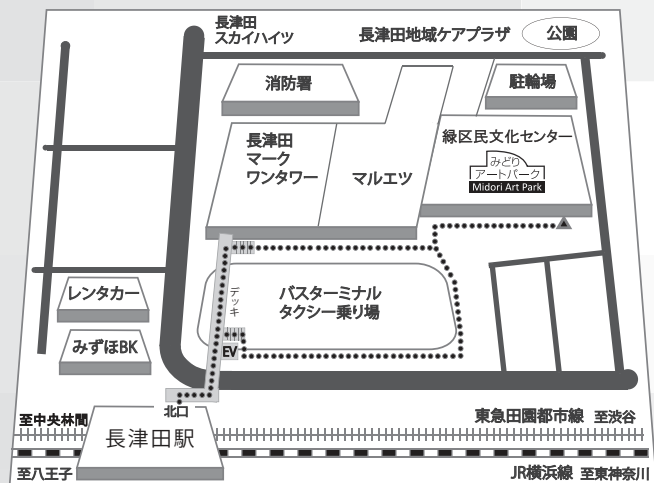 長津田
スカイハイツ
長津田地域ケアプラザ
公園
消防署
駐輪場
長津田
マーク
ワンタワー
マルエツ
緑区民文化センター
みどり
アートパーク
Midori Art Park
デッキ
バスターミナル
タクシー乗り場
レンタカー
みずほBK
EV
北口
至中央林間
東急田園都市線 至渋谷
長津田駅
至八王子
JR横浜線 至東神奈川